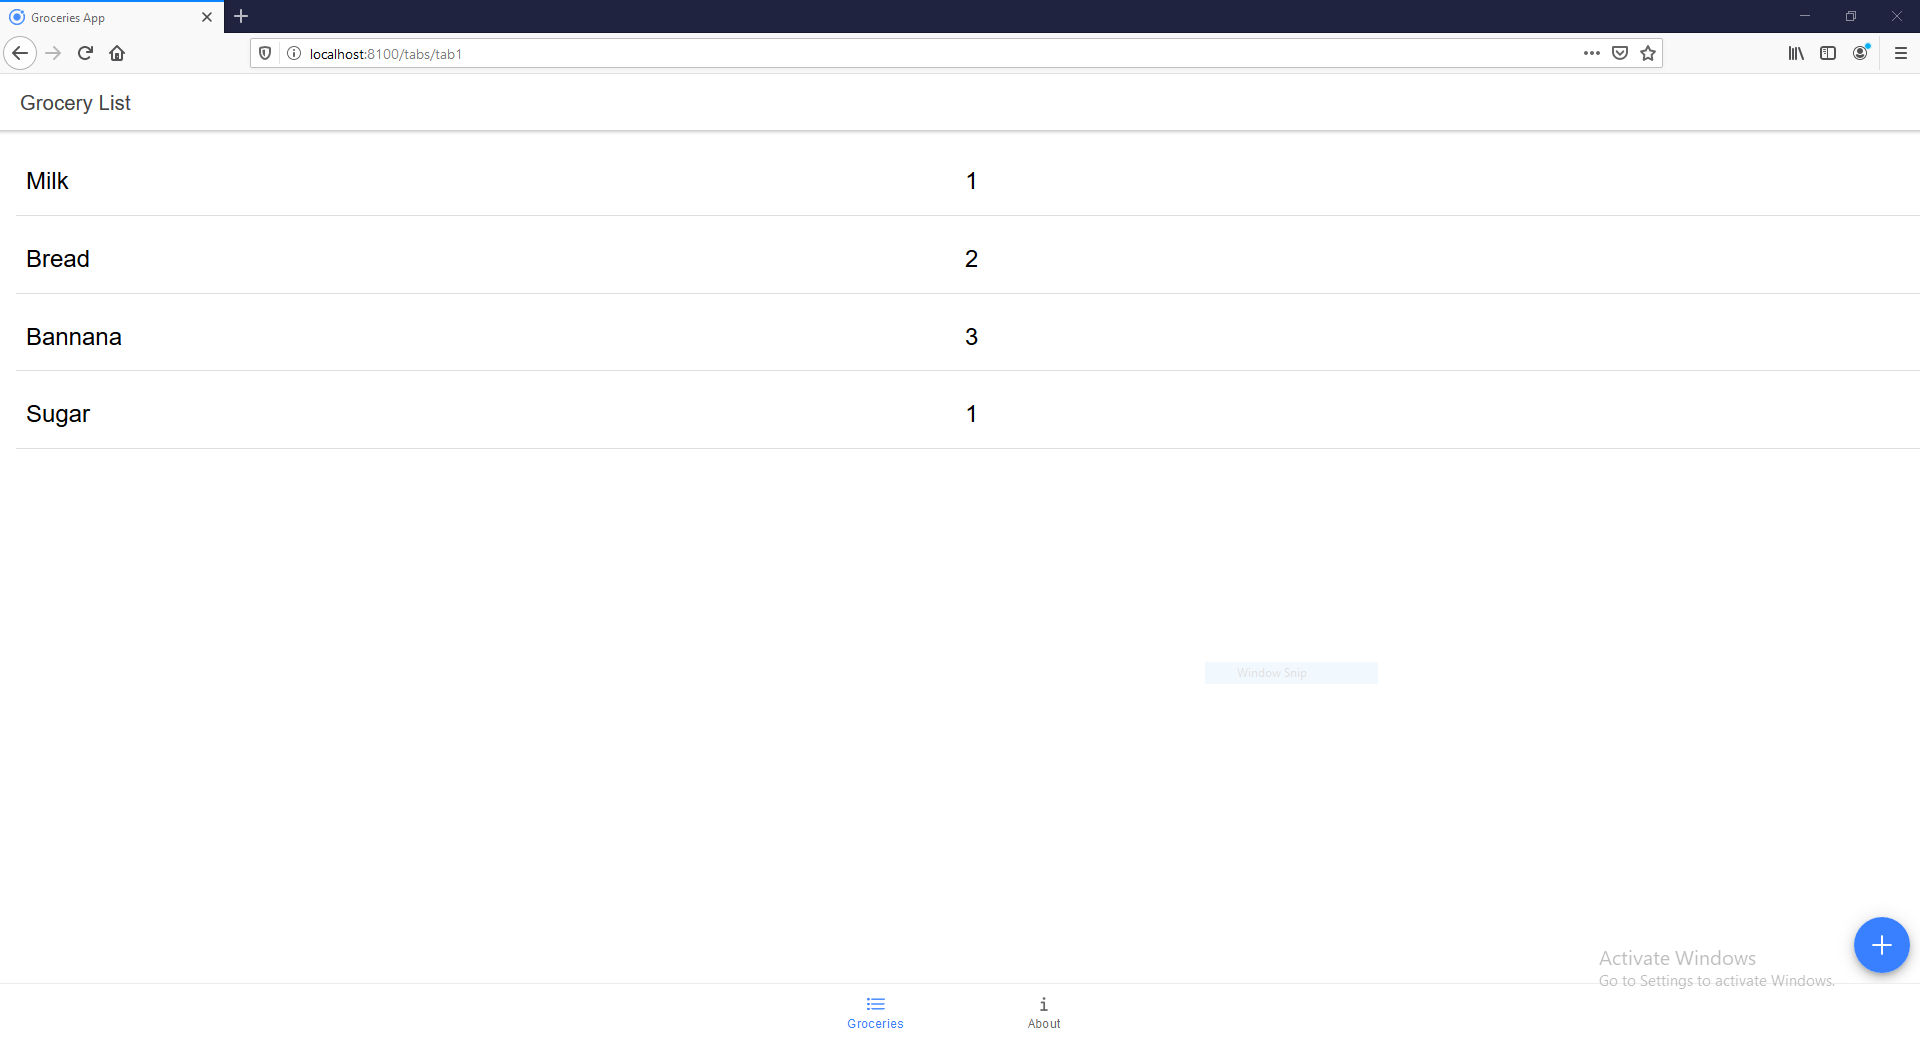 Groceries App
localhost:8100/tabs/tab1
Grocery List
Milk 1
Bread 2
Bannana 3
Sugar 1
Window Snip
Activate Windows
Go to Settings to activate Windows.
Groceries About